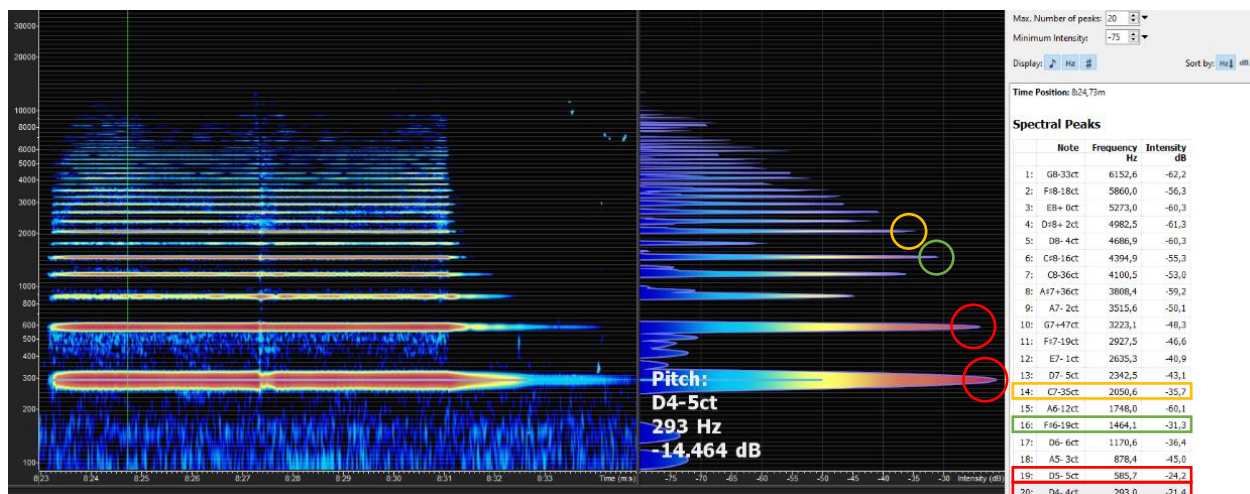 30000
20000
10000
8000
6000
5000
4000
3000
2000
1000
800
600
500
400
300
200
100
8:23 8:24 8:25 8:26 8:27 8:28 8:29 8:30 8:31 8:32 8:33 Time (m:s)
Pitch:
D4-5ct
293 Hz
-14.464 dB
-75 -70 -65 -60 -55 -50 -45 -40 -35 -30 Intensity (dB)
Max. Number of peaks: 20
Minimum Intensity: -75
Display: ♪ Hz # Sort by: Hz dB
Time Position: 8:24,73m
Spectral Peaks
Note Frequency Hz Intensity dB
1: G8-33ct 6152,6 -62,2
2: F♯8-18ct 5860,0 -56,3
3: E8+ 0ct 5273,0 -60,3
4: D♯8+ 2ct 4982,5 -61,3
5: D8- 4ct 4686,9 -60,3
6: C♯8-16ct 4394,9 -55,3
7: C8-36ct 4100,5 -53,0
8: A♯7+36ct 3808,4 -59,2
9: A7- 2ct 3515,6 -50,1
10: G7+47ct 3223,1 -48,3
11: F♯7-19ct 2927,5 -46,6
12: E7- 1ct 2635,3 -40,9
13: D7- 5ct 2342,5 -43,1
14: C7-35ct 2050,6 -35,7
15: A6-12ct 1748,0 -60,1
16: F♯6-19ct 1464,1 -31,3
17: D6- 6ct 1170,6 -36,4
18: A5- 3ct 878,4 -45,0
19: D5- 5ct 585,7 -24,2
20: D4- 4ct 293,0 -21,4